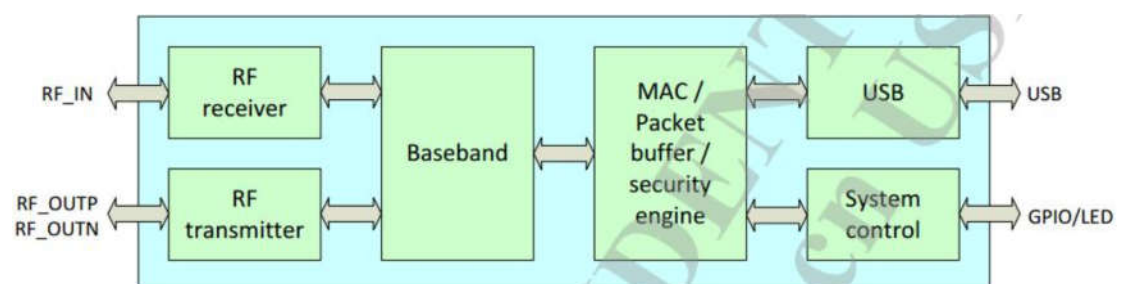 RF_IN
RF
receiver
RF_OUTP
RF_OUTN
RF
transmitter
Baseband
MAC /
Packet
buffer /
security
engine
USB
USB
System
control
GPIO/LED